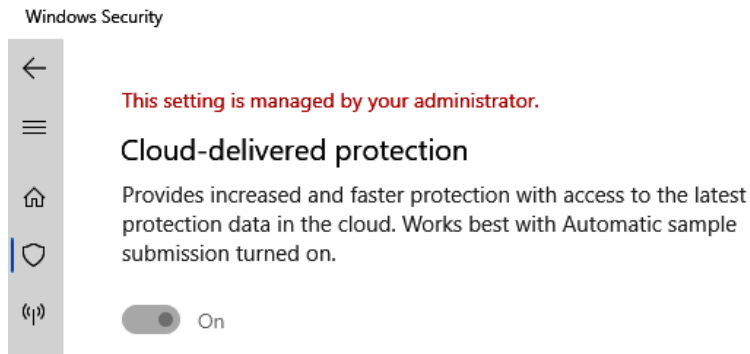 Windows Security
This setting is managed by your administrator.
Cloud-delivered protection
Provides increased and faster protection with access to the latest
protection data in the cloud. Works best with Automatic sample
submission turned on.
On